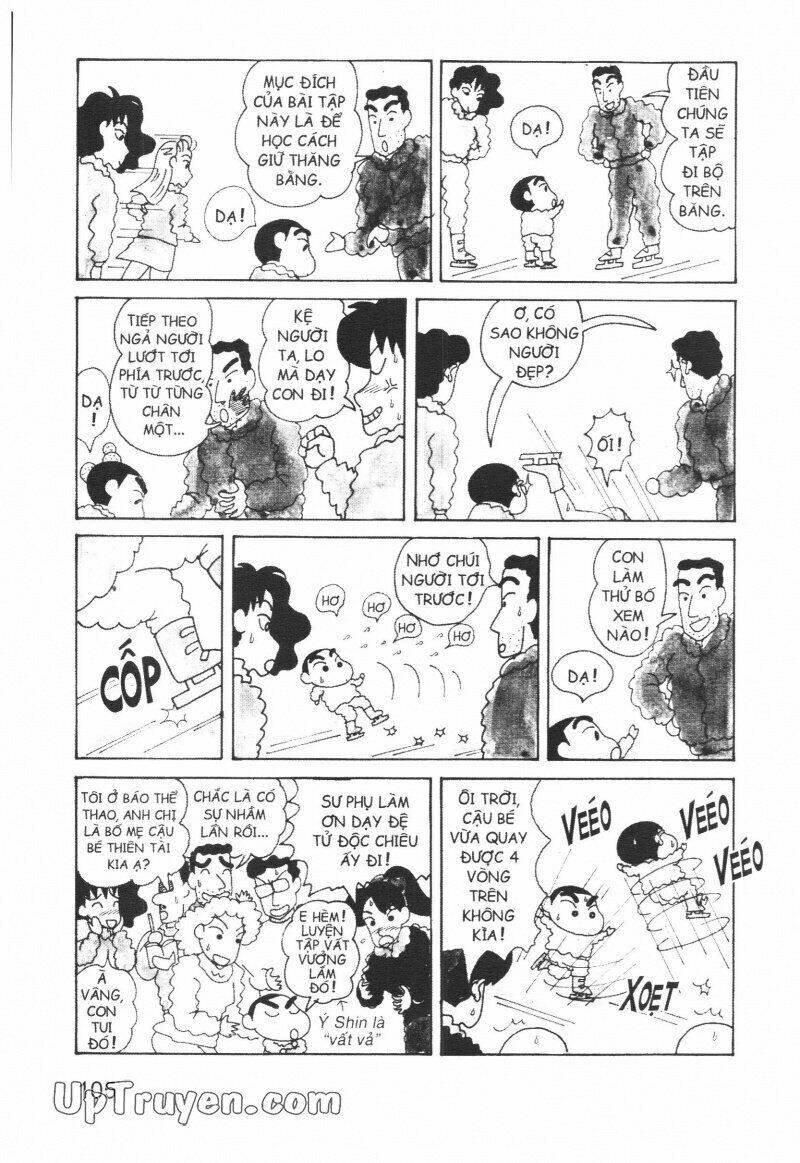 ĐẦU
TIÊN
CHÚNG
TA SẼ
TẬP
ĐI BỘ
TRÊN
BĂNG.
DẠ!
MỤC ĐÍCH
CỦA BÀI TẬP
NÀY LÀ ĐỂ
HỌC CÁCH
GIỮ THĂNG
BẰNG.
DẠ!
Ơ, CÓ
SAO KHÔNG
NGƯỜI
ĐẸP?
ỐI!
KỆ
NGƯỜI
TA, LO
MÀ DẠY
CON ĐI!
TIẾP THEO
NGẢ NGƯỜI
LƯỚT TỚI
PHÍA TRƯỚC,
TỪ TỪ TỪNG
CHÂN
MỘT...
DẠ!
CON
LÀM
THỬ BỐ
XEM
NÀO!
DẠ!
NHỚ CHÚI
NGƯỜI TỚI
TRƯỚC!
HƠ
HƠ
HƠ
HƠ
CỐP
VEÉO
VEÉO
VEÉO
ÔI TRỜI,
CẬU BÉ
VỪA QUAY
ĐƯỢC 4
VÒNG
TRÊN
KHÔNG
KÌA!
XOẸT
SƯ PHỤ LÀM
ƠN DẠY ĐỆ
TỬ ĐỘC CHIÊU
ẤY ĐI!
E HÈM!
LUYỆN
TẬP VẤT
VƯỞNG
LẮM
ĐÓ!
Ý Shin là
"vất vả"
CHẮC LÀ CÓ
SỰ NHẦM
LẪN RỒI...
TÔI Ở BÁO THỂ
THAO, ANH CHỊ
LÀ BỐ MẸ CẬU
BÉ THIÊN TÀI
KIA Ạ?
À
VÂNG,
CON
TUI
ĐÓ!
105
UpTruyen.com